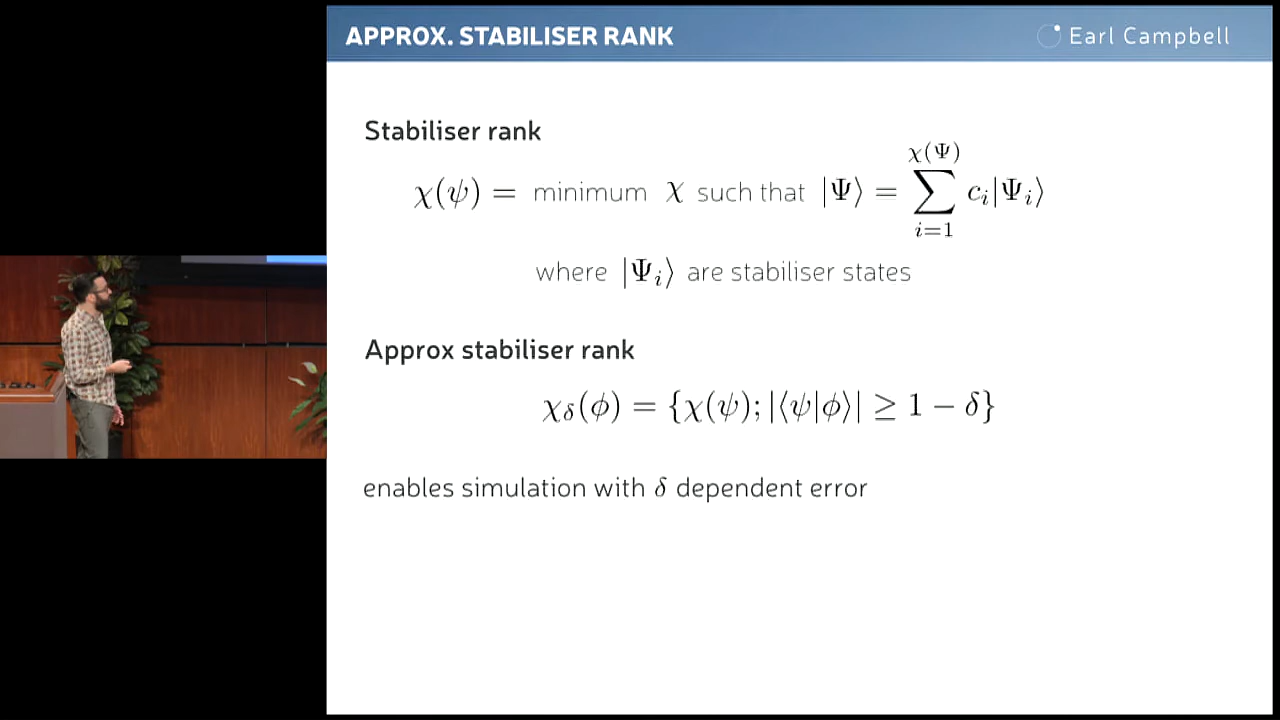 APPROX. STABILISER RANK
Earl Campbell
Stabiliser rank
χ(ψ) = minimum χ such that |Ψ⟩ = ∑_{i=1}^{χ(Ψ)} c_i|Ψ_i⟩
where |Ψ_i⟩ are stabiliser states
Approx stabiliser rank
χ_δ(ϕ) = {χ(ψ); |⟨ψ|ϕ⟩| ≥ 1 − δ}
enables simulation with δ dependent error